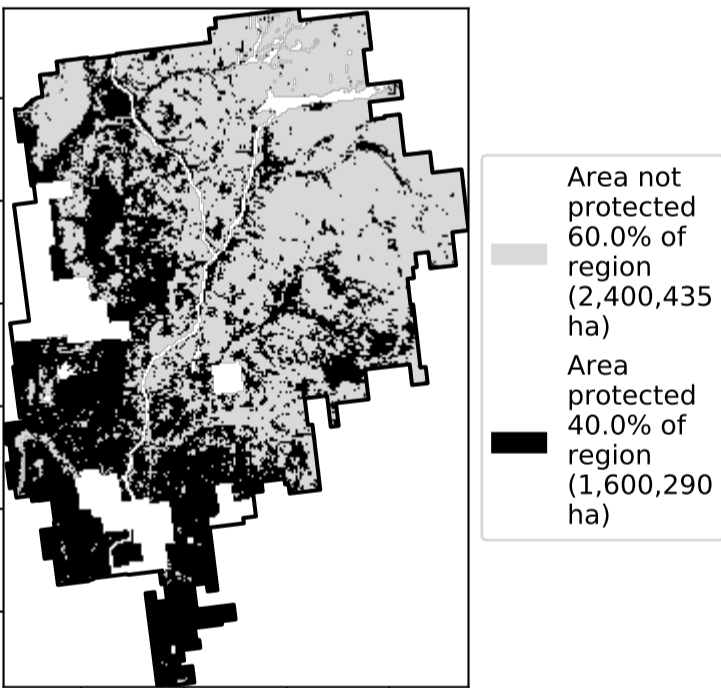 Area not
protected
60.0% of
region
(2,400,435
ha)
Area
protected
40.0% of
region
(1,600,290
ha)